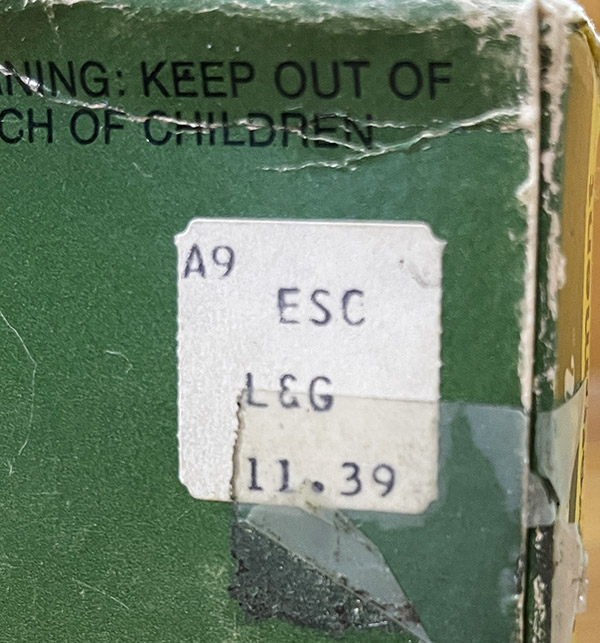 NING: KEEP OUT OF
CH OF CHILDREN
A9
ESC
L&G
11.39